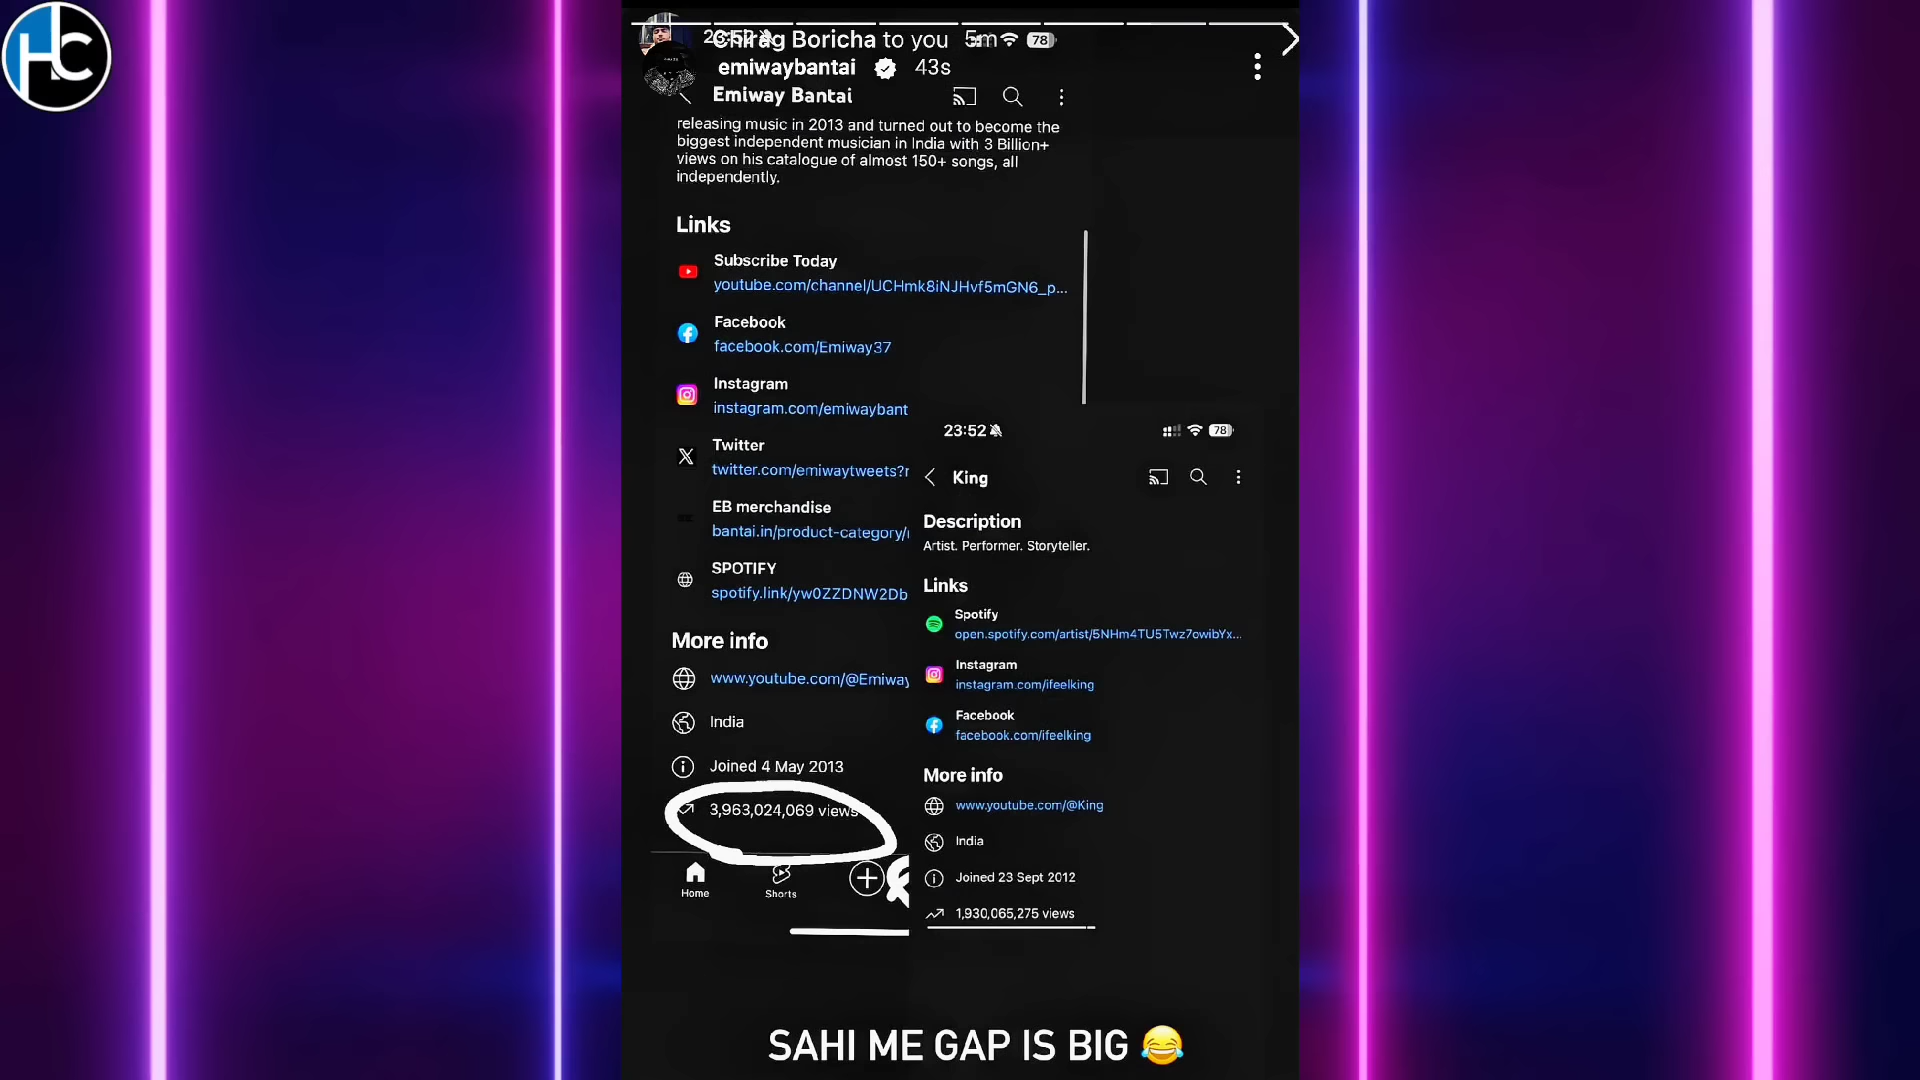 HC
Chirag Boricha to you 5m
23:52
78
emiwaybantai 43s
Emiway Bantai
releasing music in 2013 and turned out to become the
biggest independent musician in India with 3 Billion+
views on his catalogue of almost 150+ songs, all
independently.
Links
Subscribe Today
youtube.com/channel/UCHmk8iNJHvf5mGN6_p...
Facebook
facebook.com/Emiway37
Instagram
instagram.com/emiwaybant
Twitter
twitter.com/emiwaytweets?r
EB merchandise
bantai.in/product-category/
SPOTIFY
spotify.link/yw0ZZDNW2Db
More info
www.youtube.com/@Emiway
India
Joined 4 May 2013
3,963,024,069 views
Home
Shorts
23:52
78
King
Description
Artist. Performer. Storyteller.
Links
Spotify
open.spotify.com/artist/5NHm4TU5Twz7owibYx...
Instagram
instagram.com/ifeelking
Facebook
facebook.com/ifeelking
More info
www.youtube.com/@King
India
Joined 23 Sept 2012
1,930,065,275 views
SAHI ME GAP IS BIG 😂